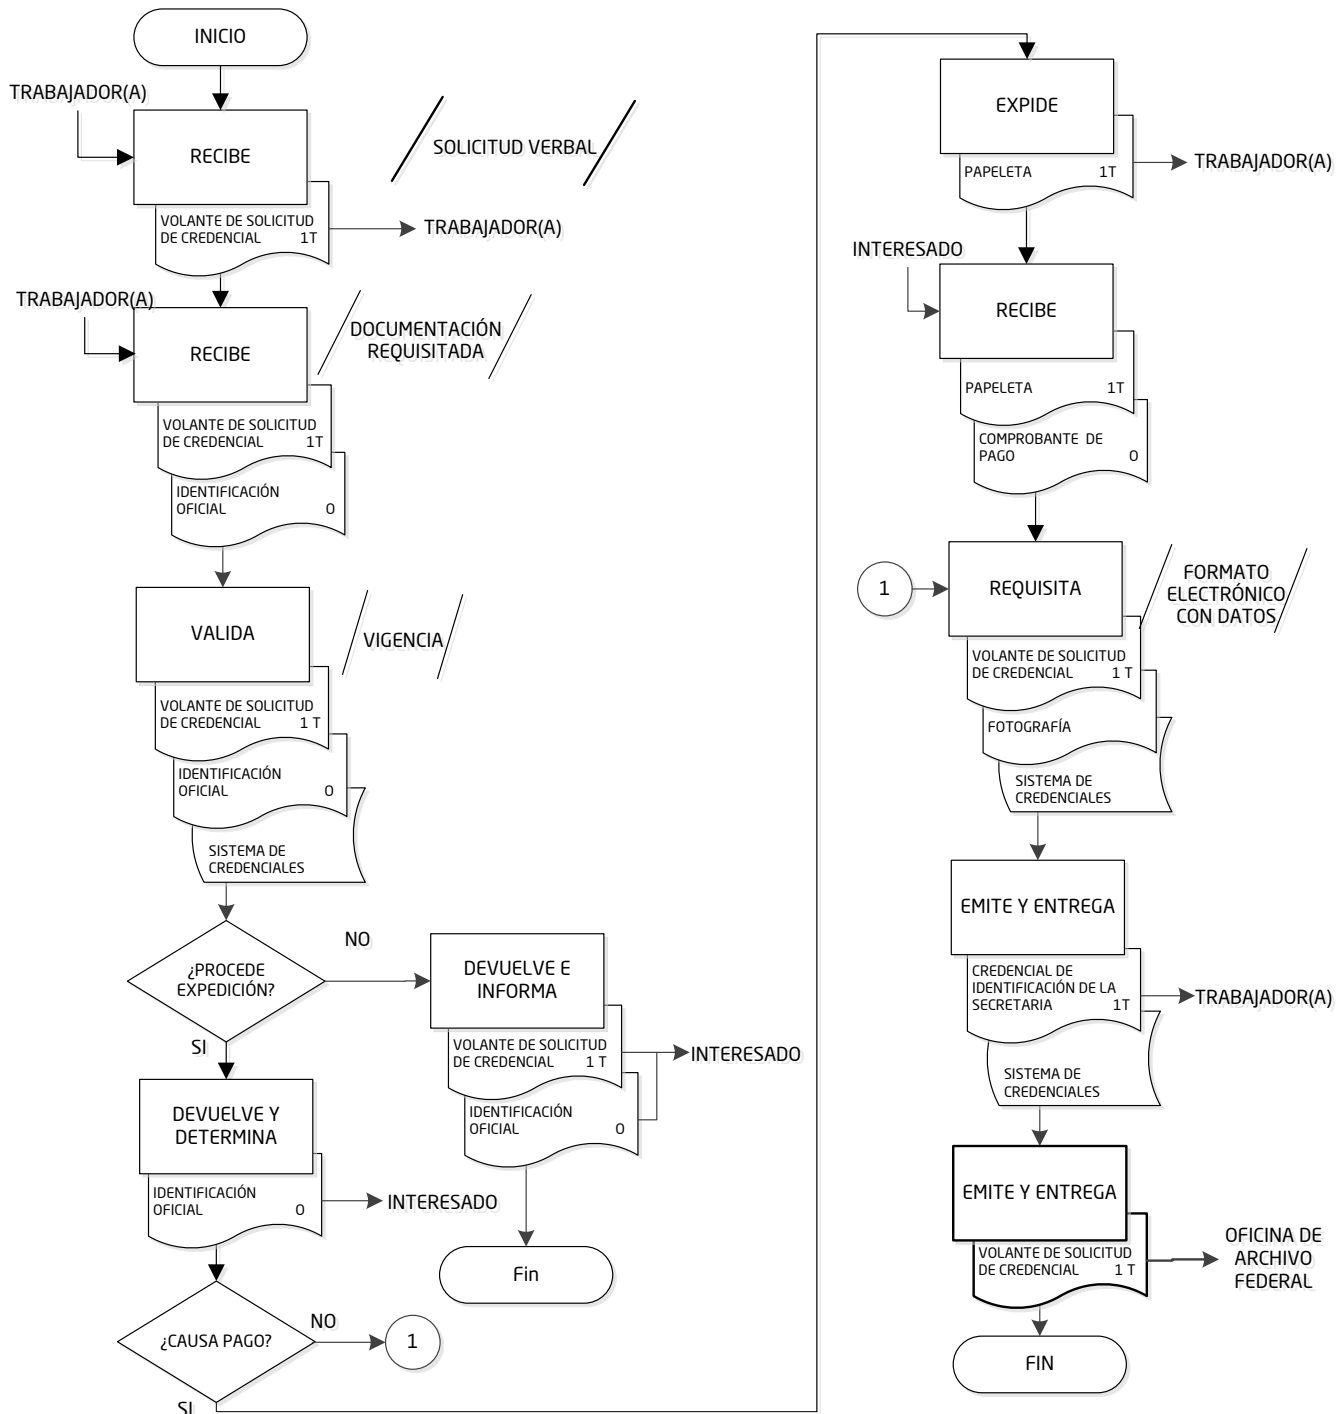 INICIO
TRABAJADOR(A)
RECIBE
SOLICITUD VERBAL
VOLANTE DE SOLICITUD
DE CREDENCIAL 1T
TRABAJADOR(A)
TRABAJADOR(A)
RECIBE
DOCUMENTACIÓN
REQUISITADA
VOLANTE DE SOLICITUD
DE CREDENCIAL 1T
IDENTIFICACIÓN
OFICIAL O
VALIDA
VIGENCIA
VOLANTE DE SOLICITUD
DE CREDENCIAL 1 T
IDENTIFICACIÓN
OFICIAL O
SISTEMA DE
CREDENCIALES
¿PROCEDE
EXPEDICIÓN?
NO
DEVUELVE E
INFORMA
VOLANTE DE SOLICITUD
DE CREDENCIAL 1 T
INTERESADO
IDENTIFICACIÓN
OFICIAL O
Fin
SI
DEVUELVE Y
DETERMINA
IDENTIFICACIÓN
OFICIAL O
INTERESADO
¿CAUSA PAGO?
NO
1
SI
EXPIDE
PAPELETA 1T
TRABAJADOR(A)
INTERESADO
RECIBE
PAPELETA 1T
COMPROBANTE DE
PAGO O
1
REQUISITA
FORMATO
ELECTRÓNICO
CON DATOS
VOLANTE DE SOLICITUD
DE CREDENCIAL 1 T
FOTOGRAFÍA
SISTEMA DE
CREDENCIALES
EMITE Y ENTREGA
CREDENCIAL DE
IDENTIFICACIÓN DE LA
SECRETARIA 1T
TRABAJADOR(A)
SISTEMA DE
CREDENCIALES
EMITE Y ENTREGA
VOLANTE DE SOLICITUD
DE CREDENCIAL 1 T
OFICINA DE
ARCHIVO
FEDERAL
FIN